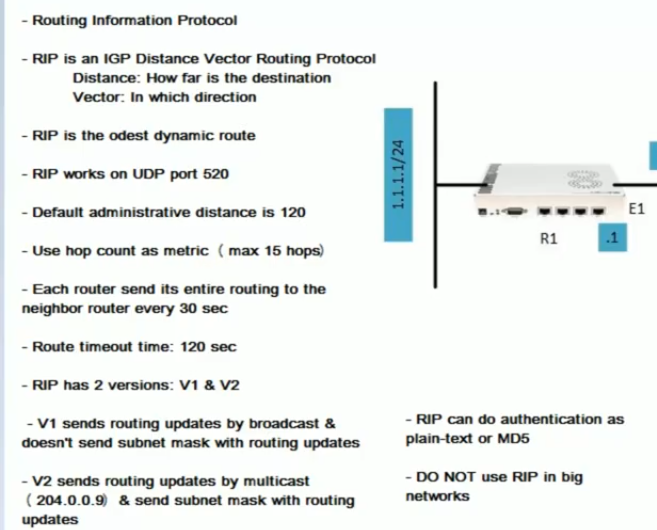 - Routing Information Protocol
- RIP is an IGP Distance Vector Routing Protocol
Distance: How far is the destination
Vector: In which direction
- RIP is the odest dynamic route
- RIP works on UDP port 520
- Default administrative distance is 120
- Use hop count as metric ( max 15 hops)
- Each router send its entire routing to the
neighbor router every 30 sec
- Route timeout time: 120 sec
- RIP has 2 versions: V1 & V2
- V1 sends routing updates by broadcast &
doesn't send subnet mask with routing updates
- V2 sends routing updates by multicast
( 204.0.0.9) & send subnet mask with routing
updates
1.1.1.1/24
E1
R1
.1
- RIP can do authentication as
plain-text or MD5
- DO NOT use RIP in big
networks